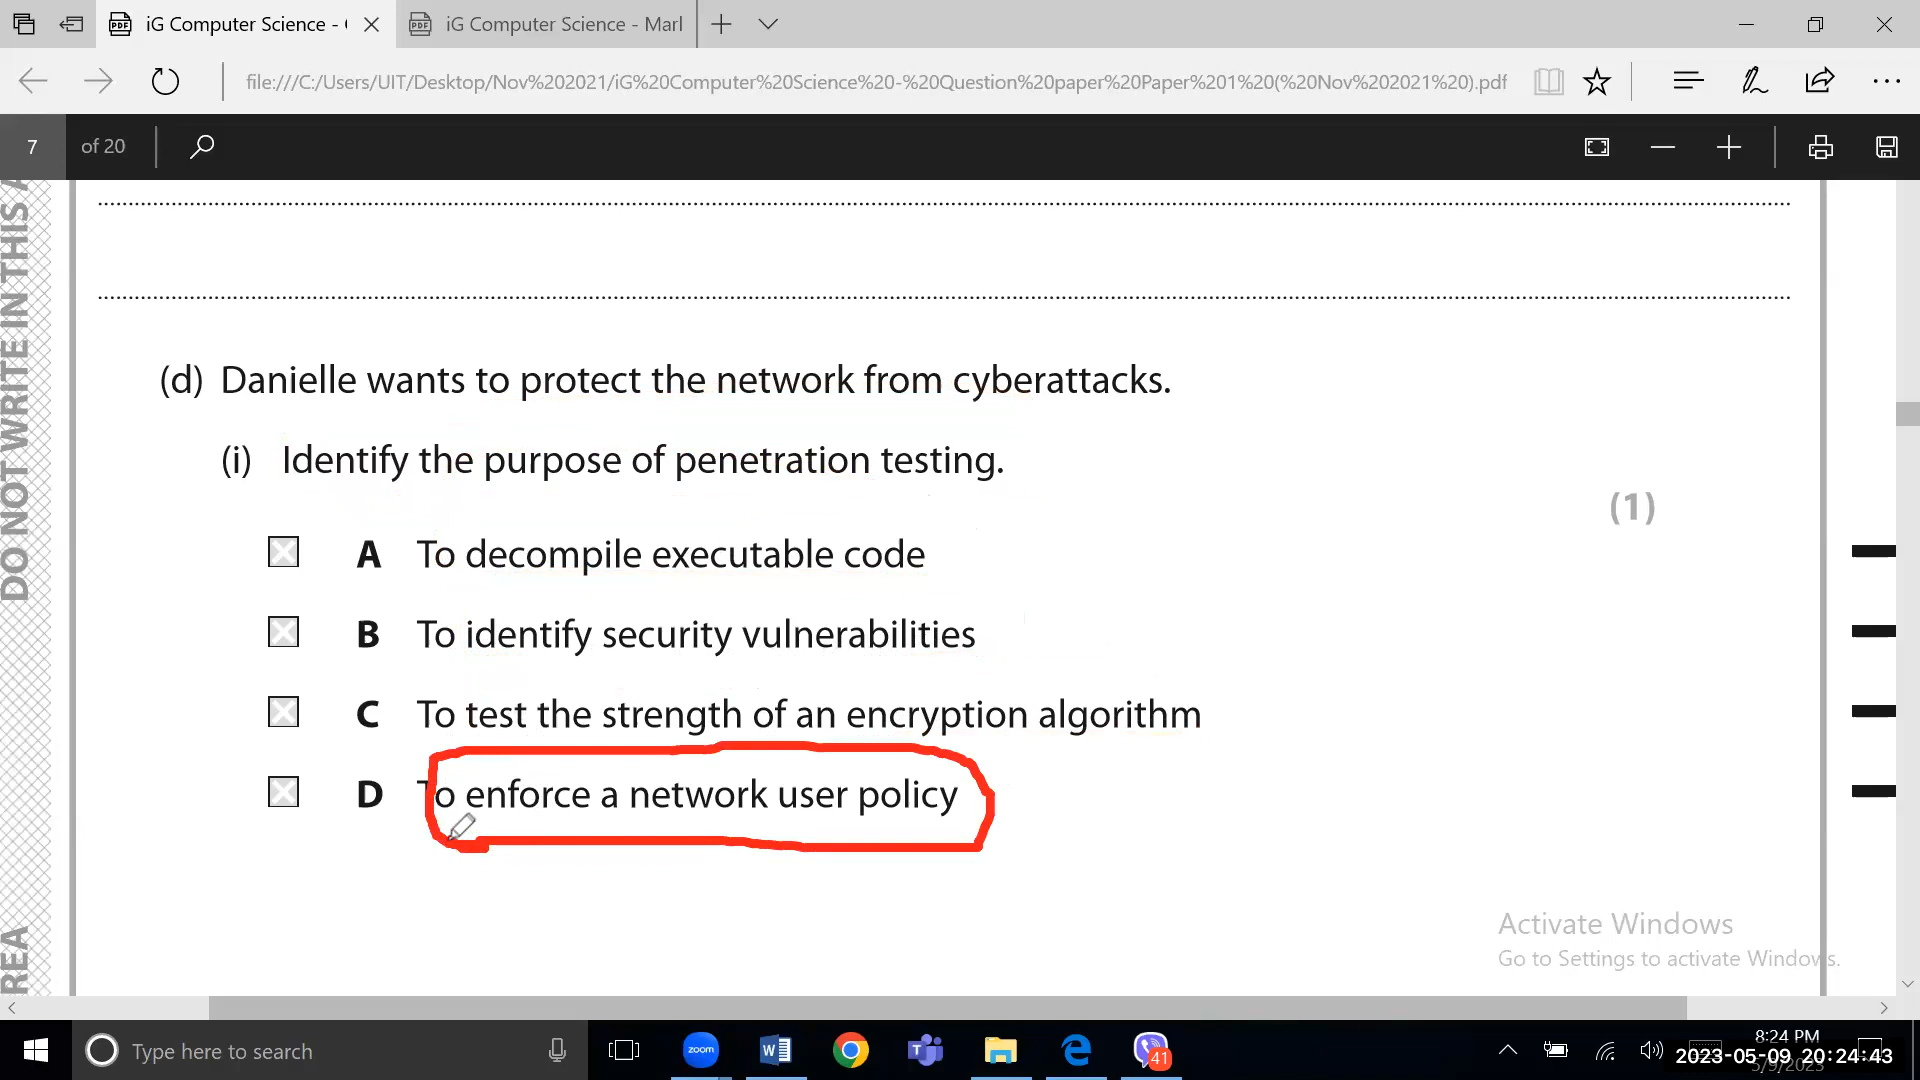 iG Computer Science - (
iG Computer Science - Marl
file:///C:/Users/UIT/Desktop/Nov%202021/iG%20Computer%20Science%20-%20Question%20paper%20Paper%201%20(%20Nov%202021%20).pdf
7 of 20
DO NOT WRITE IN THIS A
REA
(d) Danielle wants to protect the network from cyberattacks.
(i) Identify the purpose of penetration testing.
(1)
A To decompile executable code
B To identify security vulnerabilities
C To test the strength of an encryption algorithm
D To enforce a network user policy
Activate Windows
Go to Settings to activate Windows.
Type here to search
zoom
41
8:24 PM
2023-05-09 20:24:43
5/9/2023